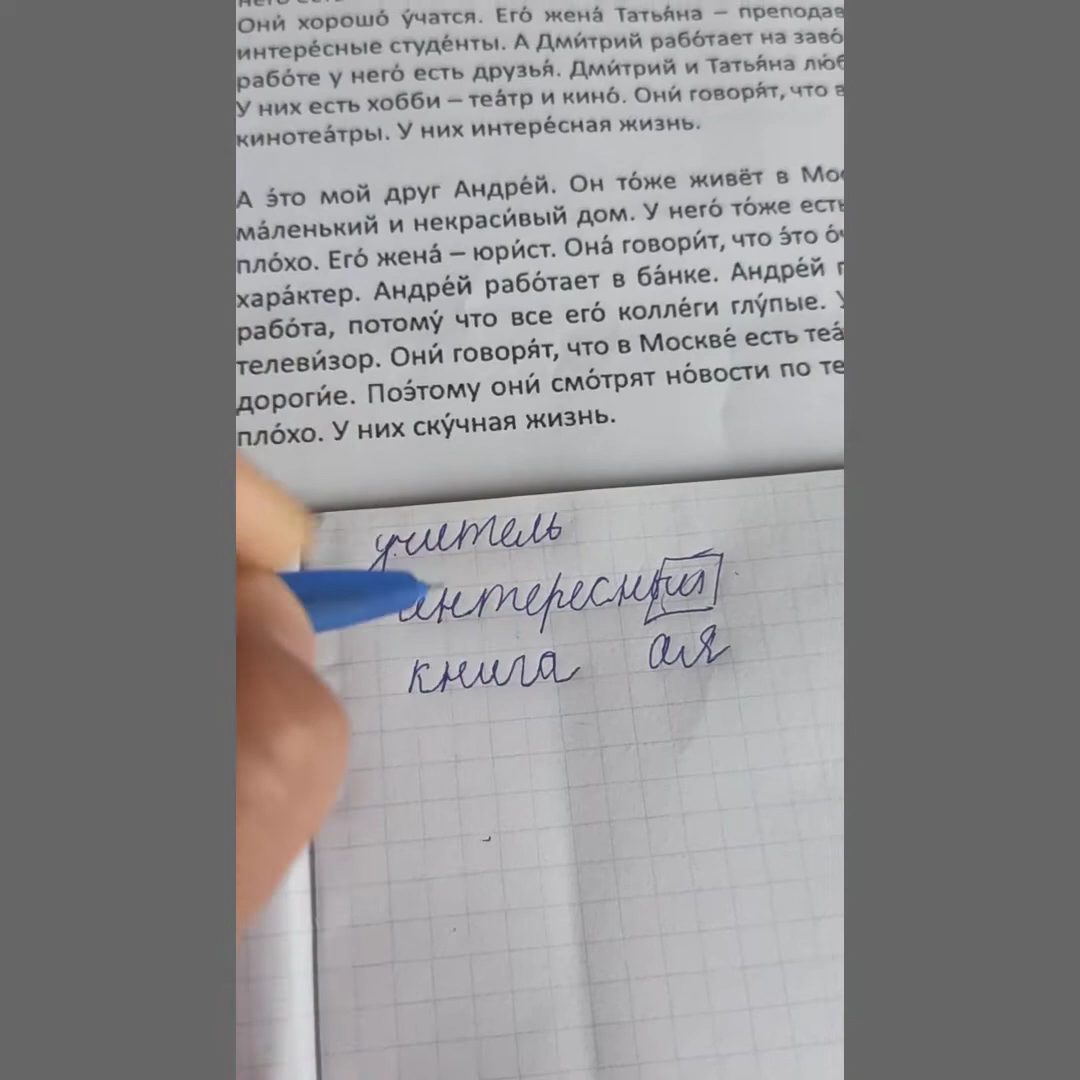 Они́ хорошо́ у́чатся. Его́ жена́ Татья́на – преподав
интере́сные студе́нты. А Дми́трий рабо́тает на заво́
рабо́те у него́ есть друзья́. Дми́трий и Татья́на лю́б
У них есть хобби – теа́тр и кино́. Они́ говоря́т, что в
кинотеа́тры. У них интере́сная жизнь.
А э́то мой друг Андре́й. Он то́же живёт в Мос
ма́ленький и некраси́вый дом. У него́ то́же есть
пло́хо. Его́ жена́ – юри́ст. Она́ говори́т, что э́то о́ч
хара́ктер. Андре́й рабо́тает в ба́нке. Андре́й г
рабо́та, потому́ что все его́ колле́ги глу́пые. У
телеви́зор. Они́ говоря́т, что в Москве́ есть теа́
дороги́е. Поэ́тому они́ смо́трят но́вости по те
пло́хо. У них ску́чная жизнь.
учитель
интересный
книга ая